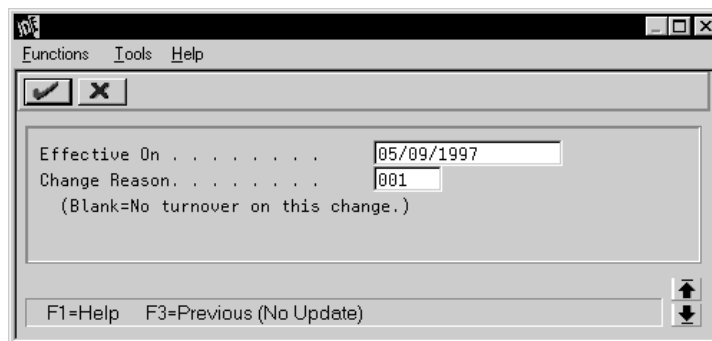 JDE
Functions Tools Help
Effective On . . . . . . . . 05/09/1997
Change Reason. . . . . . . . 001
(Blank=No turnover on this change.)
F1=Help F3=Previous (No Update)